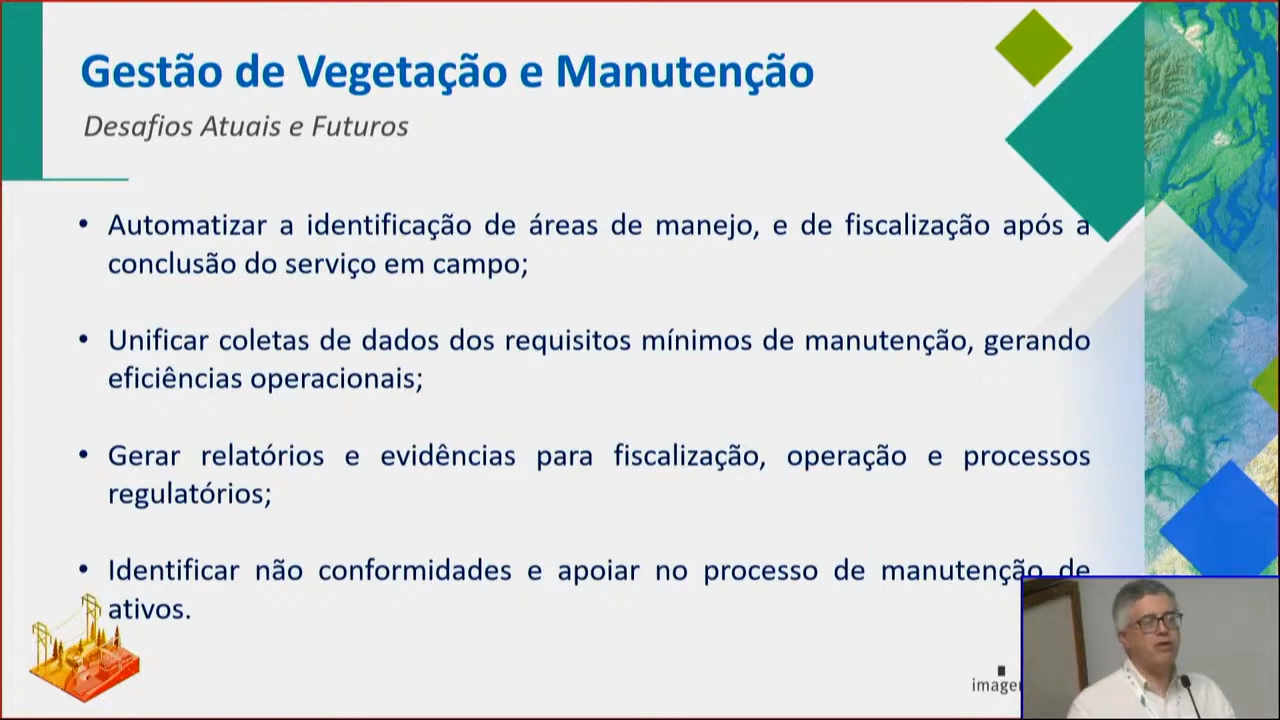 Gestão de Vegetação e Manutenção
Desafios Atuais e Futuros
• Automatizar a identificação de áreas de manejo, e de fiscalização após a
conclusão do serviço em campo;
• Unificar coletas de dados dos requisitos mínimos de manutenção, gerando
eficiências operacionais;
• Gerar relatórios e evidências para fiscalização, operação e processos
regulatórios;
• Identificar não conformidades e apoiar no processo de manutenção de
ativos.